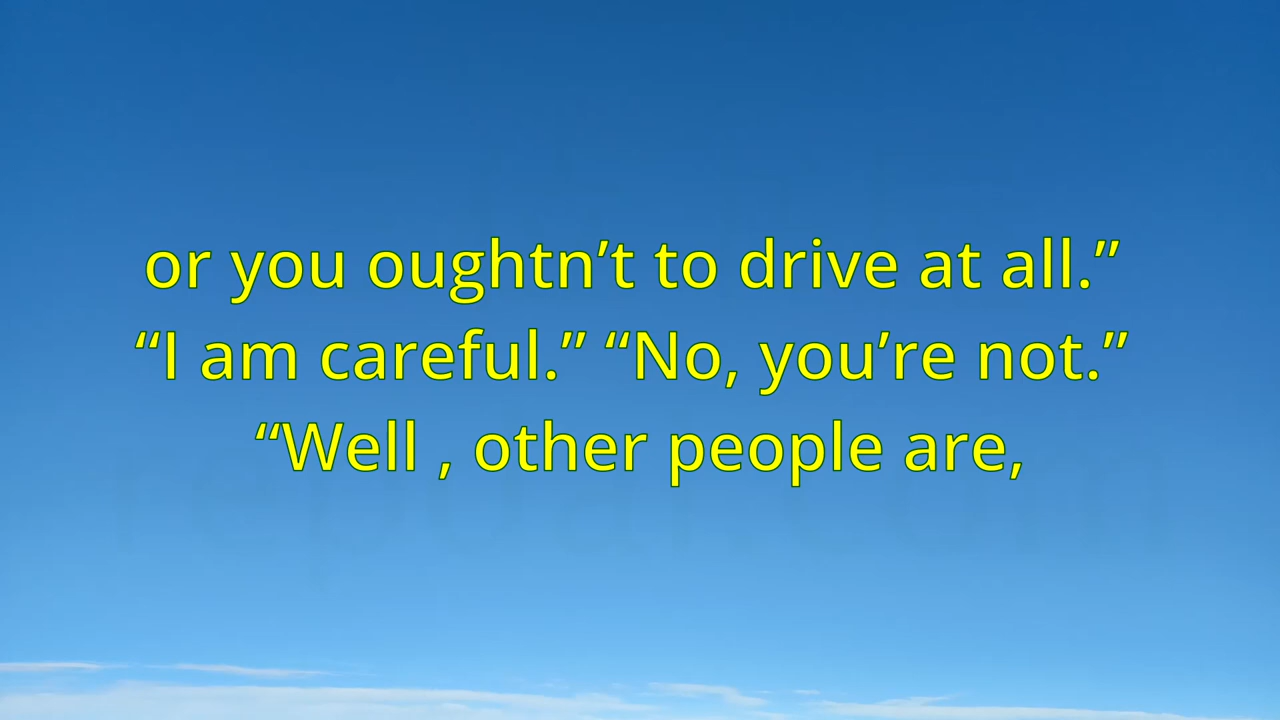 or you oughtn’t to drive at all.”
“I am careful.” “No, you’re not.”
“Well , other people are,